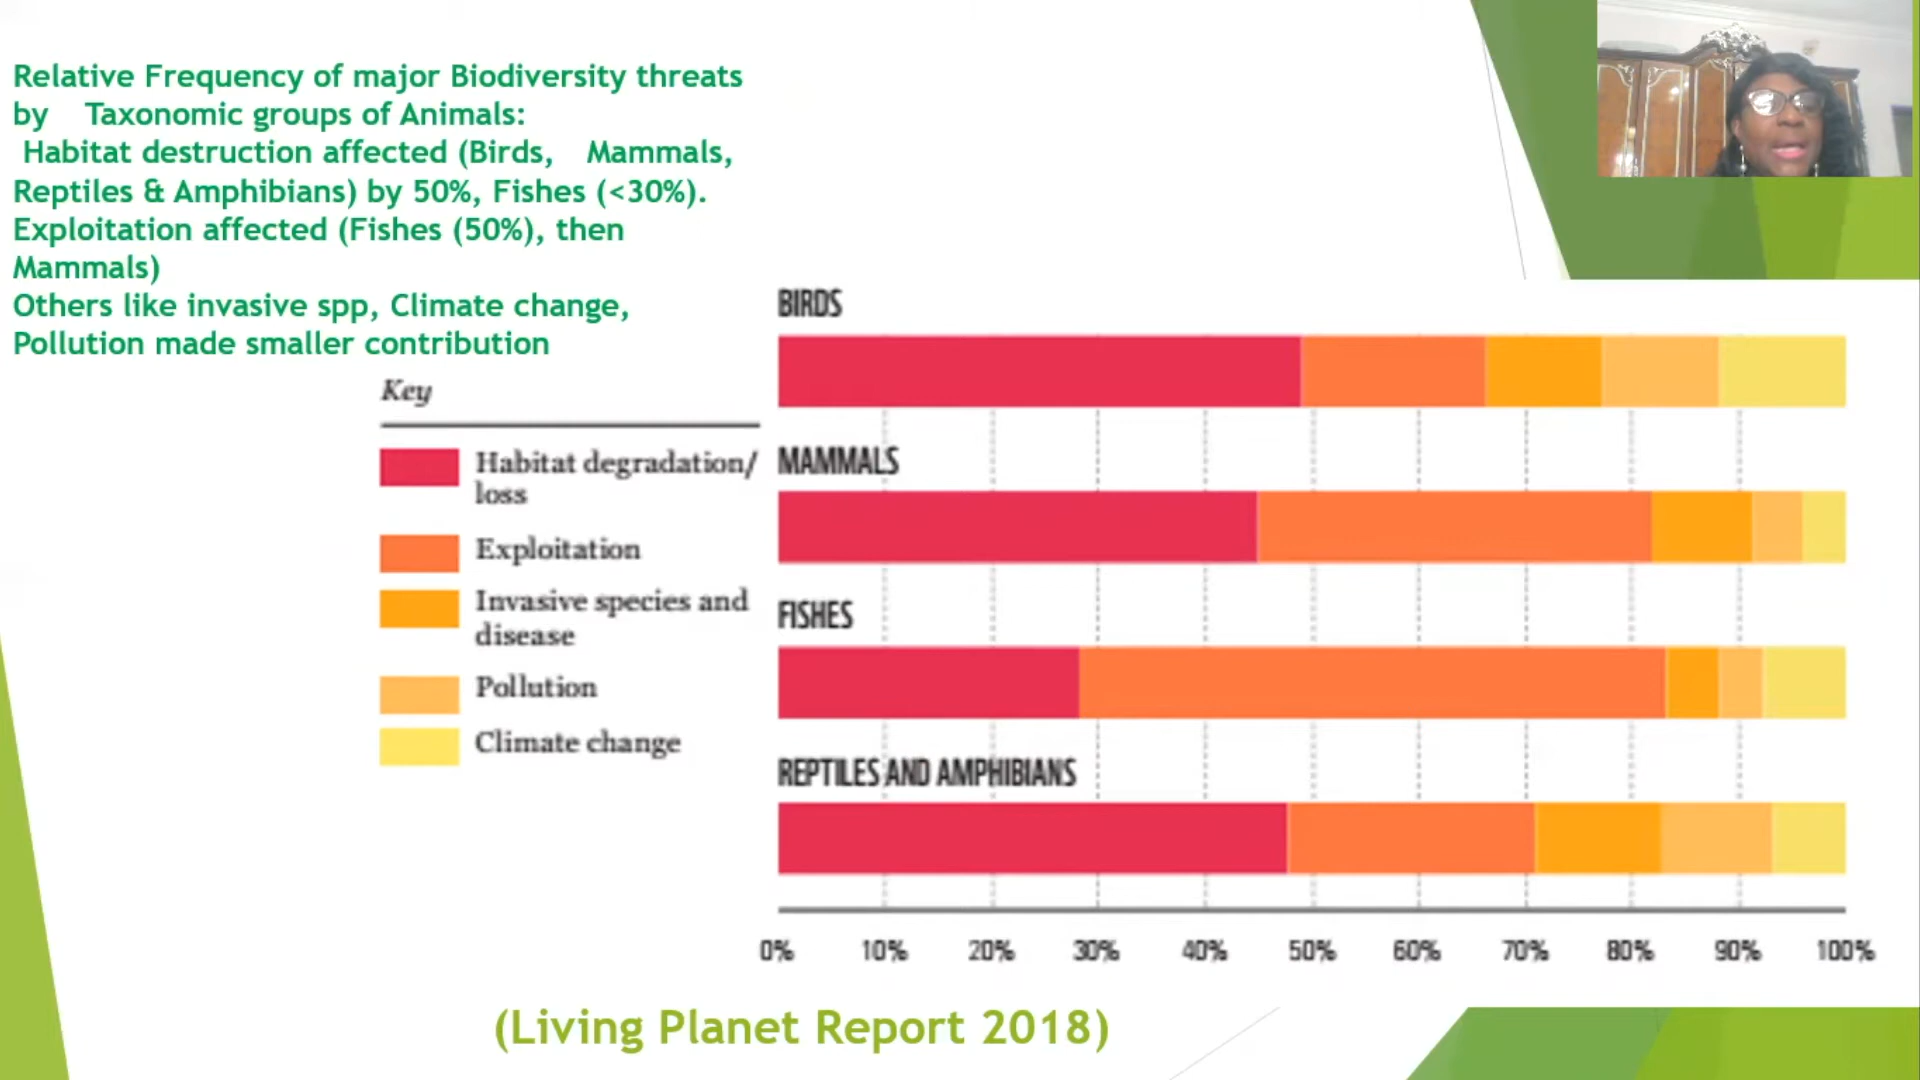 Relative Frequency of major Biodiversity threats
by Taxonomic groups of Animals:
Habitat destruction affected (Birds, Mammals,
Reptiles & Amphibians) by 50%, Fishes (<30%).
Exploitation affected (Fishes (50%), then
Mammals)
Others like invasive spp, Climate change,
Pollution made smaller contribution
Key
Habitat degradation/
loss
Exploitation
Invasive species and
disease
Pollution
Climate change
BIRDS
MAMMALS
FISHES
REPTILES AND AMPHIBIANS
0% 10% 20% 30% 40% 50% 60% 70% 80% 90% 100%
(Living Planet Report 2018)